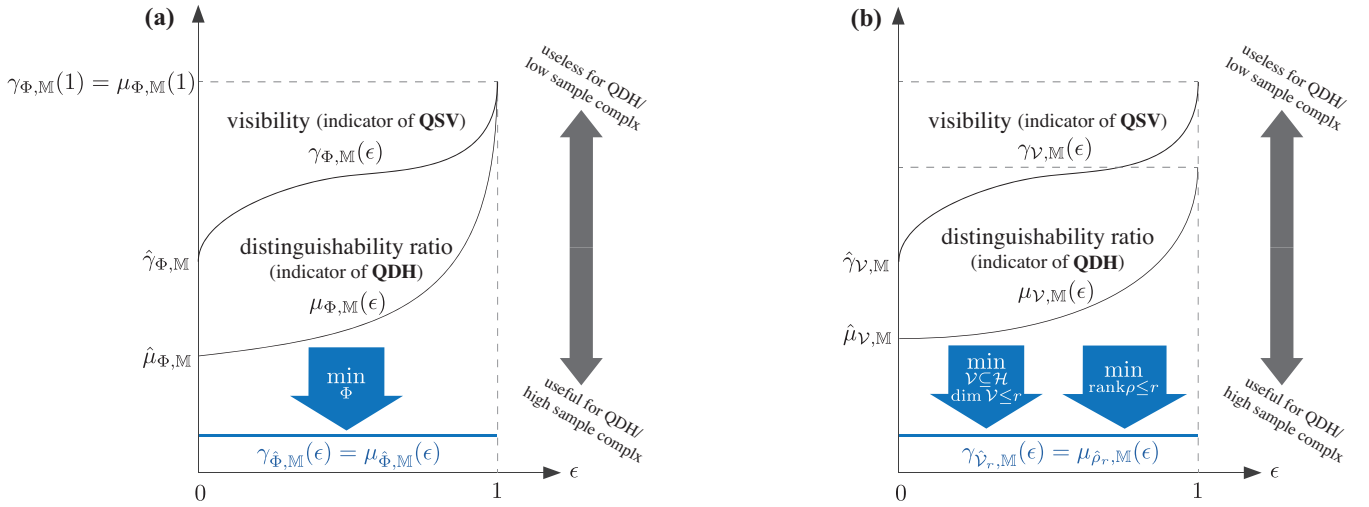 (a)
γ_{Φ,𝕄}(1) = μ_{Φ,𝕄}(1)
visibility (indicator of QSV)
γ_{Φ,𝕄}(ϵ)
γ̂_{Φ,𝕄}
distinguishability ratio
(indicator of QDH)
μ_{Φ,𝕄}(ϵ)
μ̂_{Φ,𝕄}
min
Φ
γ_{Φ̂,𝕄}(ϵ) = μ_{Φ̂,𝕄}(ϵ)
0
1
ϵ
useless for QDH/
low sample complx
useful for QDH/
high sample complx
(b)
visibility (indicator of QSV)
γ_{𝒱,𝕄}(ϵ)
γ̂_{𝒱,𝕄}
distinguishability ratio
(indicator of QDH)
μ_{𝒱,𝕄}(ϵ)
μ̂_{𝒱,𝕄}
min
𝒱⊆ℋ
dim 𝒱≤r
min
rankρ≤r
γ_{𝒱̂_r,𝕄}(ϵ) = μ_{ρ̂_r,𝕄}(ϵ)
0
1
ϵ
useless for QDH/
low sample complx
useful for QDH/
high sample complx